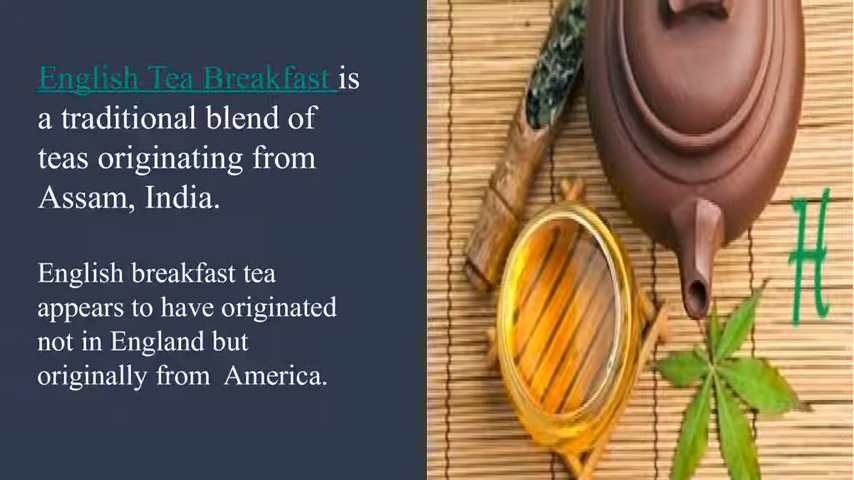 English Tea Breakfast is
a traditional blend of
teas originating from
Assam, India.
English breakfast tea
appears to have originated
not in England but
originally from  America.
H